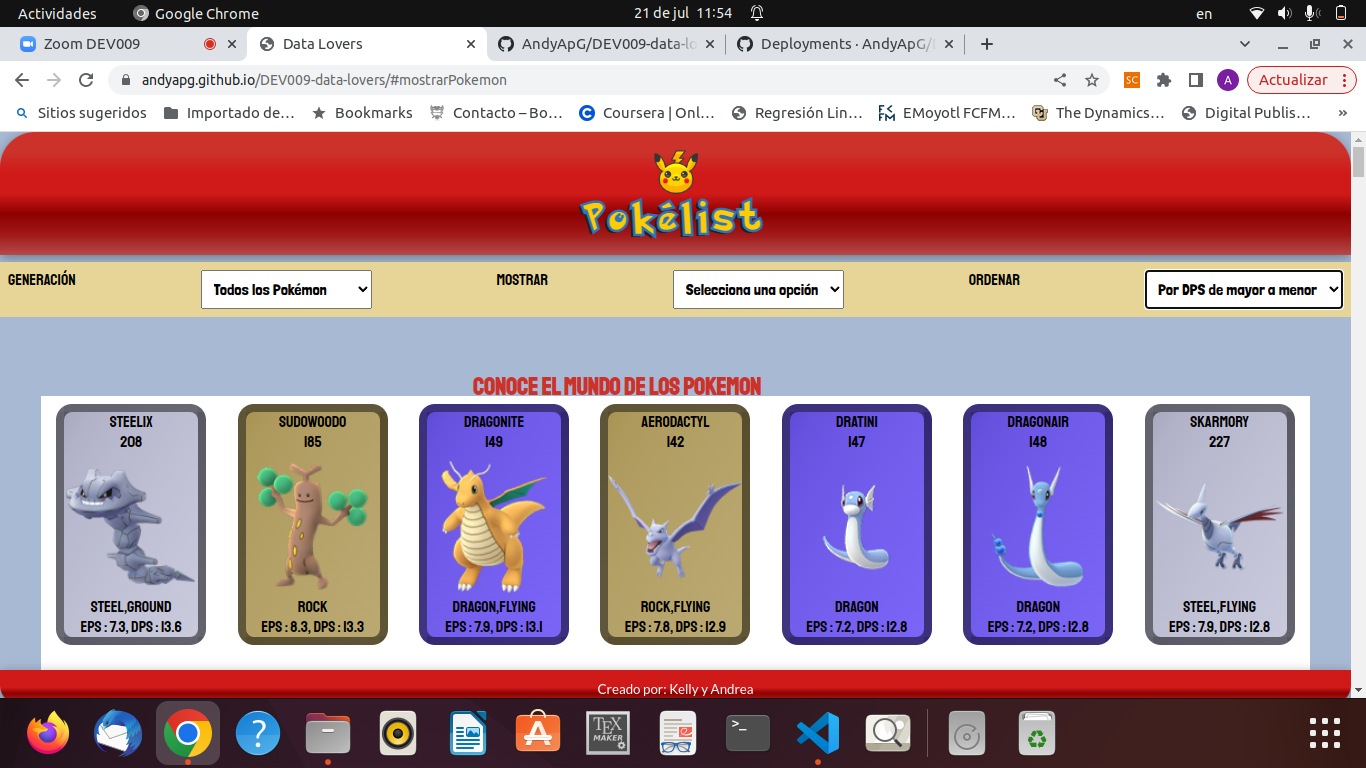 Actividades
Google Chrome
21 de jul 11:54
en
Zoom DEV009
Data Lovers
AndyApG/DEV009-data-lo
Deployments · AndyApG/
andyapg.github.io/DEV009-data-lovers/#mostrarPokemon
SC
A
Actualizar
Sitios sugeridos
Importado de…
Bookmarks
Contacto – Bo…
Coursera | Onl…
Regresión Lin…
EMoyotl FCFM…
The Dynamics…
Digital Publis…
»
Pokélist
GENERACIÓN
Todos los Pokémon
MOSTRAR
Selecciona una opción
ORDENAR
Por DPS de mayor a menor
CONOCE EL MUNDO DE LOS POKEMON
STEELIX
208
STEEL,GROUND
EPS : 7.3, DPS : 13.6
SUDOWOODO
185
ROCK
EPS : 8.3, DPS : 13.3
DRAGONITE
149
DRAGON,FLYING
EPS : 7.9, DPS : 13.1
AERODACTYL
142
ROCK,FLYING
EPS : 7.8, DPS : 12.9
DRATINI
147
DRAGON
EPS : 7.2, DPS : 12.8
DRAGONAIR
148
DRAGON
EPS : 7.2, DPS : 12.8
SKARMORY
227
STEEL,FLYING
EPS : 7.9, DPS : 12.8
Creado por: Kelly y Andrea
TEX
MAKER